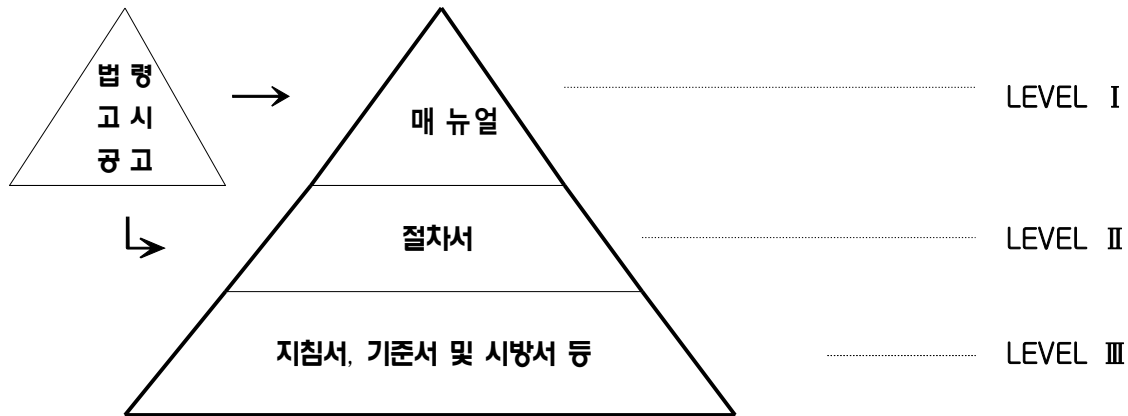 법 령
고 시
공 고
매 뉴얼
LEVEL Ⅰ
절차서
LEVEL Ⅱ
지침서, 기준서 및 시방서 등
LEVEL Ⅲ